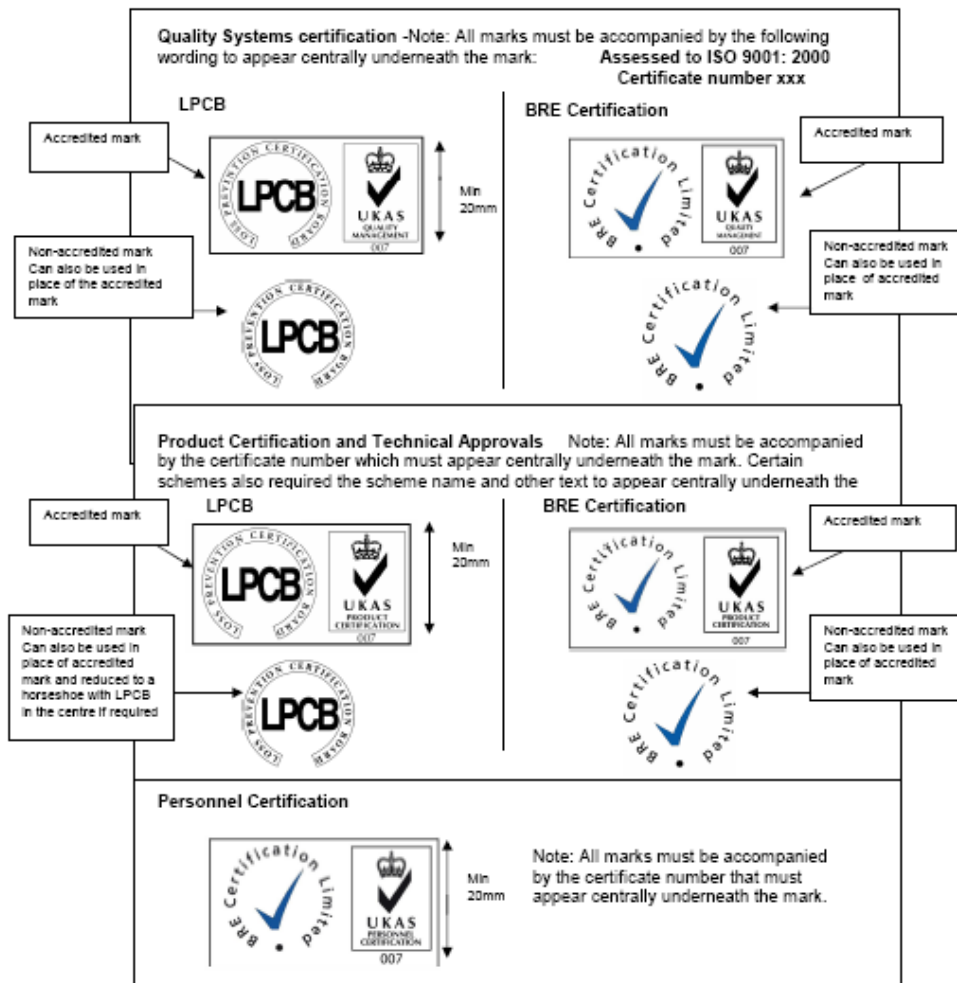 Quality Systems certification -Note: All marks must be accompanied by the following
wording to appear centrally underneath the mark: Assessed to ISO 9001: 2000
Certificate number xxx
LPCB
BRE Certification
Accredited mark
Accredited mark
LOSS PREVENTION CERTIFICATION BOARD
LPCB
UKAS
QUALITY
MANAGEMENT
007
Min
20mm
BRE Certification Limited
UKAS
QUALITY
MANAGEMENT
007
Non-accredited mark
Can also be used in
place of the accredited
mark
LOSS PREVENTION CERTIFICATION BOARD
LPCB
BRE Certification Limited
Non-accredited mark
Can also be used in
place of accredited
mark
Product Certification and Technical Approvals Note: All marks must be accompanied
by the certificate number which must appear centrally underneath the mark. Certain
schemes also required the scheme name and other text to appear centrally underneath the
LPCB
BRE Certification
Accredited mark
Accredited mark
LOSS PREVENTION CERTIFICATION BOARD
LPCB
UKAS
PRODUCT
CERTIFICATION
007
Min
20mm
BRE Certification Limited
UKAS
PRODUCT
CERTIFICATION
007
Non-accredited mark
Can also be used in
place of accredited
mark and reduced to a
horseshoe with LPCB
in the centre if required
LOSS PREVENTION CERTIFICATION BOARD
LPCB
BRE Certification Limited
Non-accredited mark
Can also be used in
place of accredited
mark
Personnel Certification
BRE Certification Limited
UKAS
PERSONNEL
CERTIFICATION
007
Min
20mm
Note: All marks must be accompanied
by the certificate number that must
appear centrally underneath the mark.